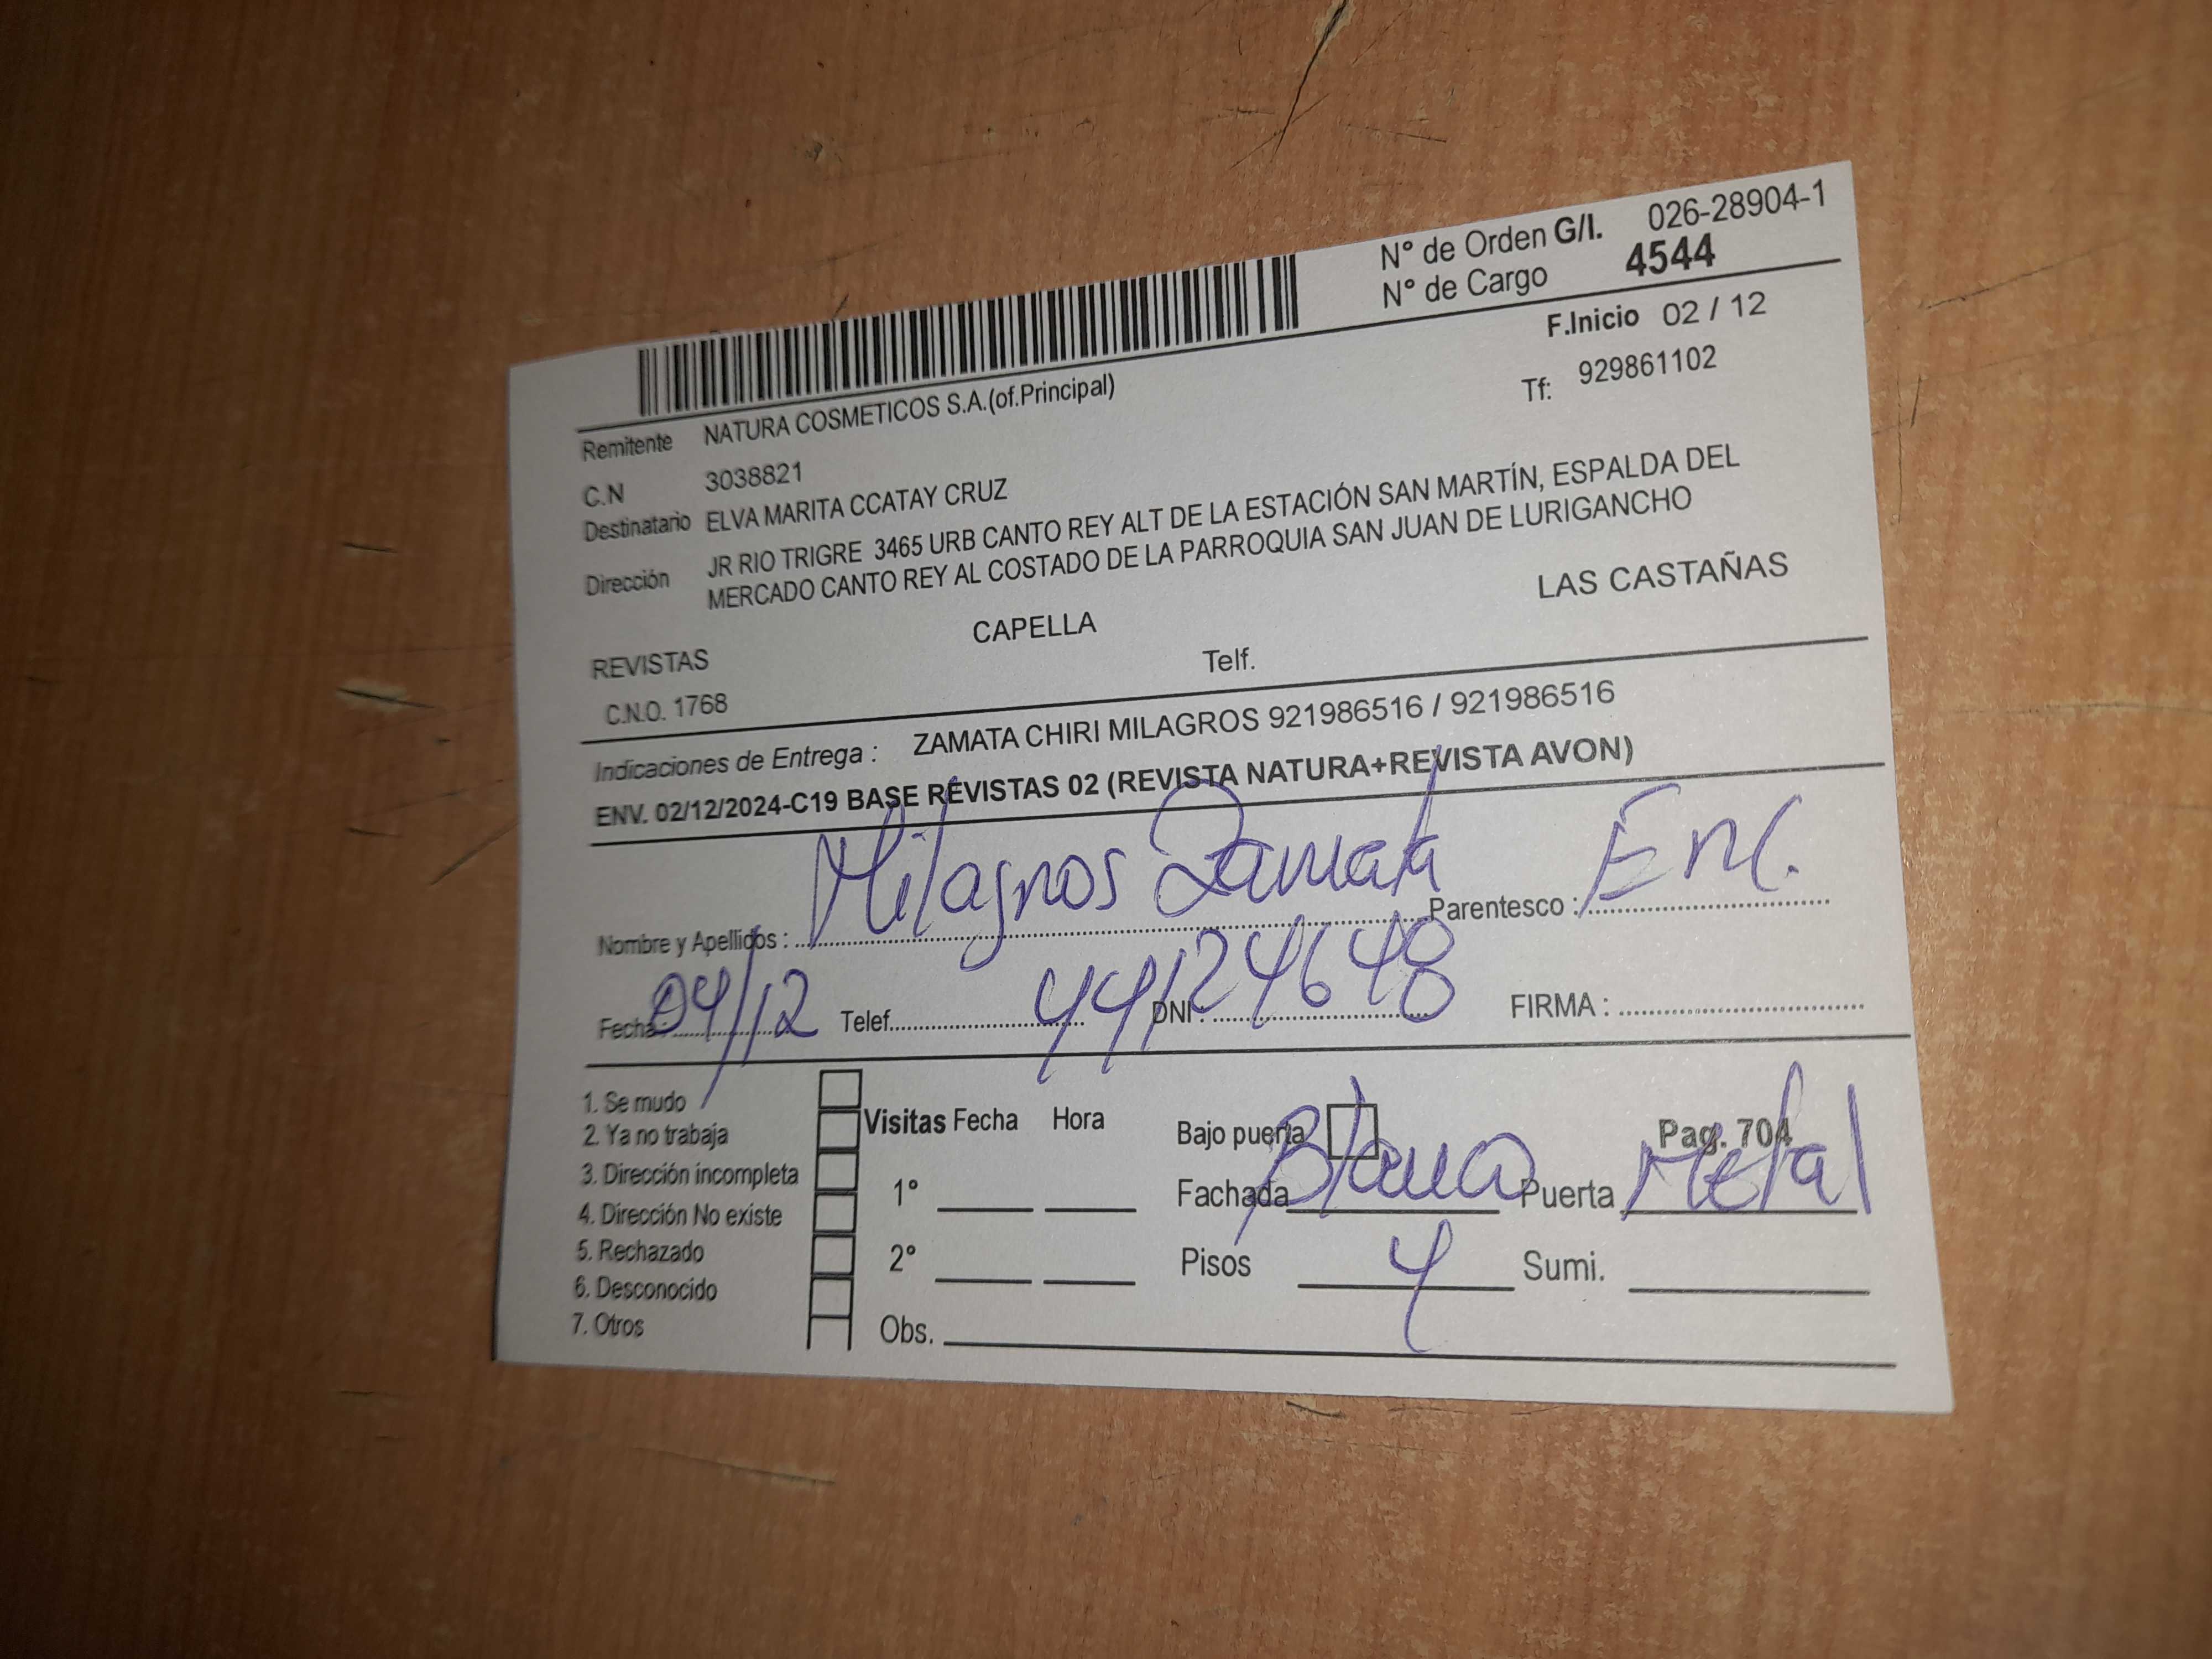 N° de Orden G/I. 026-28904-1
N° de Cargo 4544
F.Inicio 02 / 12
Remitente NATURA COSMETICOS S.A.(of.Principal) Tf: 929861102
C.N 3038821
Destinatario ELVA MARITA CCATAY CRUZ
Dirección JR RIO TRIGRE 3465 URB CANTO REY ALT DE LA ESTACIÓN SAN MARTÍN, ESPALDA DEL
MERCADO CANTO REY AL COSTADO DE LA PARROQUIA SAN JUAN DE LURIGANCHO
REVISTAS CAPELLA LAS CASTAÑAS
C.N.O. 1768 Telf.
Indicaciones de Entrega : ZAMATA CHIRI MILAGROS 921986516 / 921986516
ENV. 02/12/2024-C19 BASE REVISTAS 02 (REVISTA NATURA+REVISTA AVON)
Nombre y Apellidos : Milagros Zamata Parentesco : Enc.
Fecha : 04/12 Telef. DNI : 44124648 FIRMA :
1. Se mudo
2. Ya no trabaja
3. Dirección incompleta
4. Dirección No existe
5. Rechazado
6. Desconocido
7. Otros
Visitas Fecha Hora
1°
2°
Obs.
Bajo puerta Pag. 704
Fachada Blanca Puerta Metal
Pisos 4 Sumi.